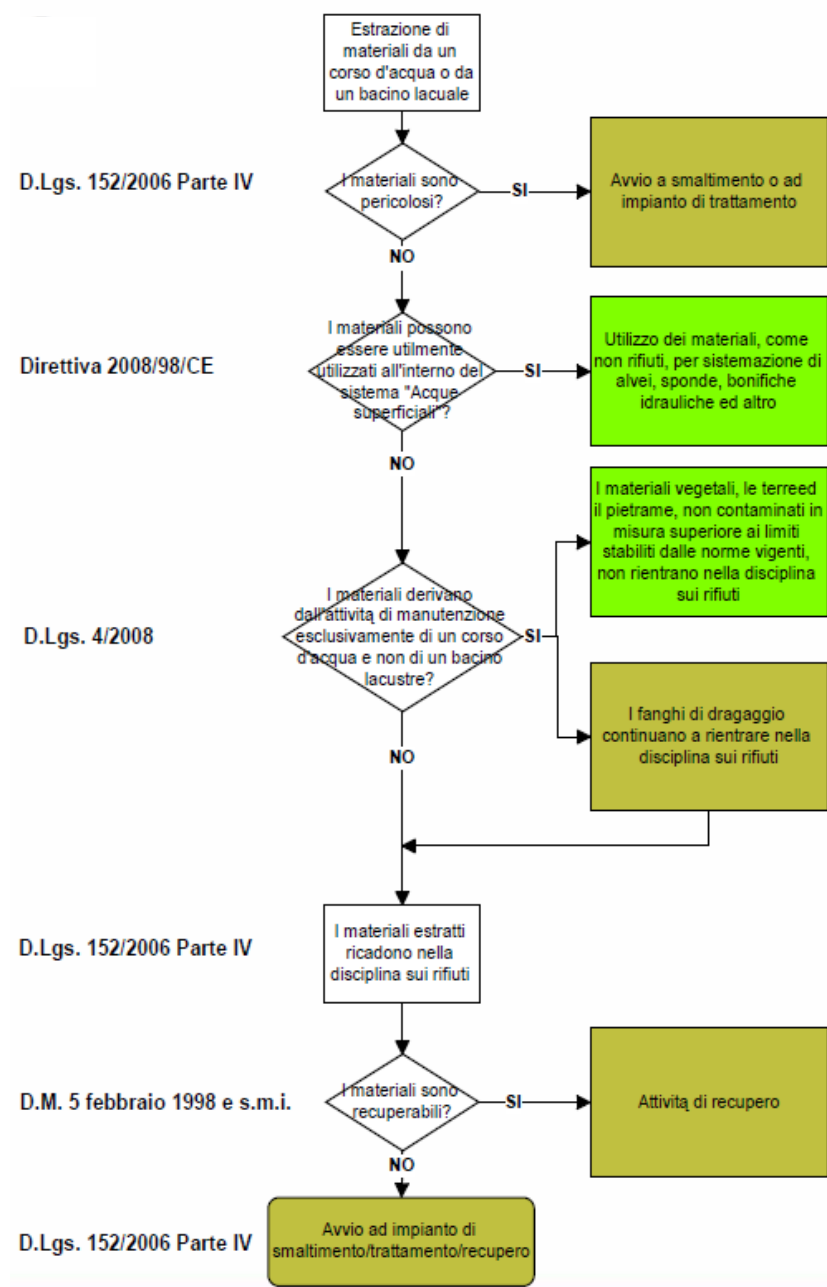 Estrazione di
materiali da un
corso d'acqua o da
un bacino lacuale
D.Lgs. 152/2006 Parte IV
I materiali sono
pericolosi?
SI
Avvio a smaltimento o ad
impianto di trattamento
NO
Direttiva 2008/98/CE
I materiali possono
essere utilmente
utilizzati all'interno del
sistema "Acque
superficiali"?
SI
Utilizzo dei materiali, come
non rifiuti, per sistemazione di
alvei, sponde, bonifiche
idrauliche ed altro
NO
I materiali vegetali, le terreed
il pietrame, non contaminati in
misura superiore ai limiti
stabiliti dalle norme vigenti,
non rientrano nella disciplina
sui rifiuti
D.Lgs. 4/2008
I materiali derivano
dall'attivitą di manutenzione
esclusivamente di un corso
d'acqua e non di un bacino
lacustre?
SI
I fanghi di dragaggio
continuano a rientrare nella
disciplina sui rifiuti
NO
D.Lgs. 152/2006 Parte IV
I materiali estratti
ricadono nella
disciplina sui rifiuti
D.M. 5 febbraio 1998 e s.m.i.
I materiali sono
recuperabili?
SI
Attivitą di recupero
NO
D.Lgs. 152/2006 Parte IV
Avvio ad impianto di
smaltimento/trattamento/recupero